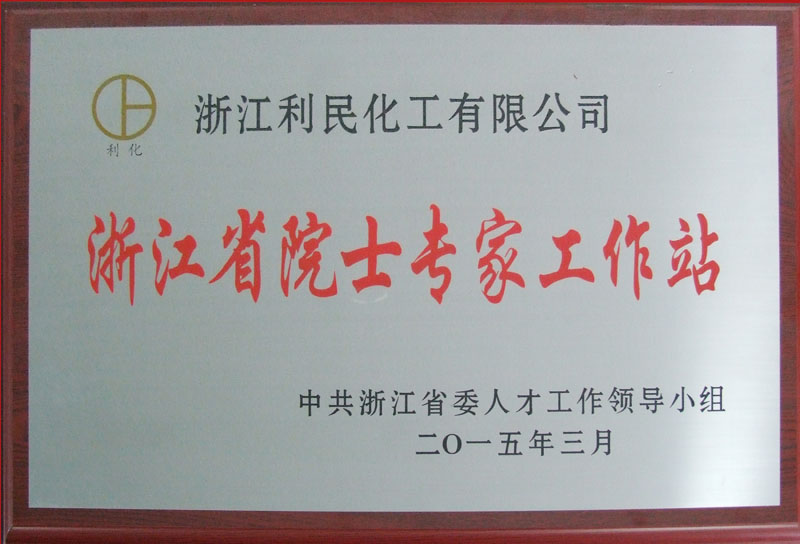 浙江利民化工有限公司
利化
浙江省院士专家工作站
中共浙江省委人才工作领导小组
二〇一五年三月